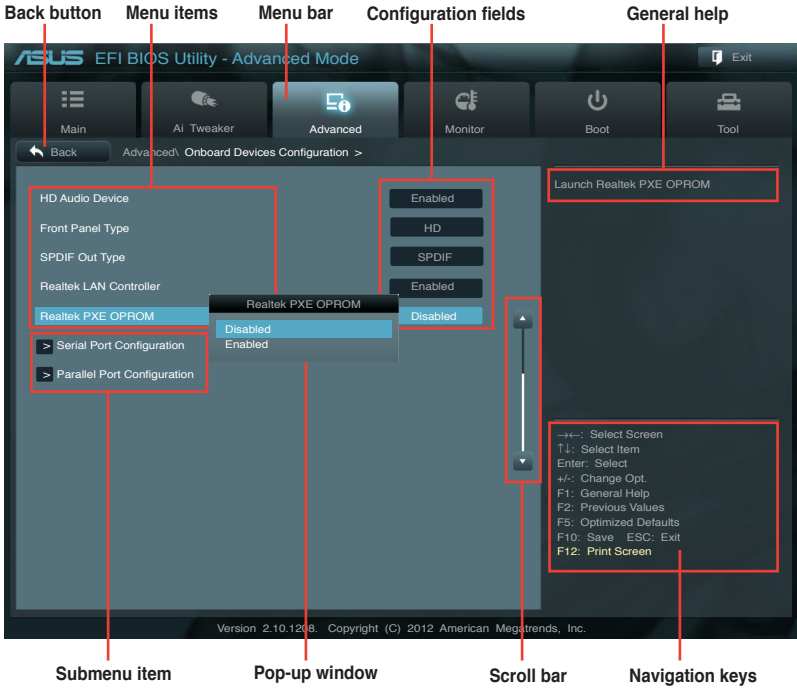 Back button Menu items Menu bar Configuration fields General help
ASUS EFI BIOS Utility - Advanced Mode Exit
Main Ai Tweaker Advanced Monitor Boot Tool
Back Advanced\ Onboard Devices Configuration >
HD Audio Device Enabled
Front Panel Type HD
SPDIF Out Type SPDIF
Realtek LAN Controller Enabled
Realtek PXE OPROM Disabled
> Serial Port Configuration
> Parallel Port Configuration
Realtek PXE OPROM
Disabled
Enabled
Launch Realtek PXE OPROM
→←: Select Screen
↑↓: Select Item
Enter: Select
+/-: Change Opt.
F1: General Help
F2: Previous Values
F5: Optimized Defaults
F10: Save ESC: Exit
F12: Print Screen
Version 2.10.1208. Copyright (C) 2012 American Megatrends, Inc.
Submenu item Pop-up window Scroll bar Navigation keys